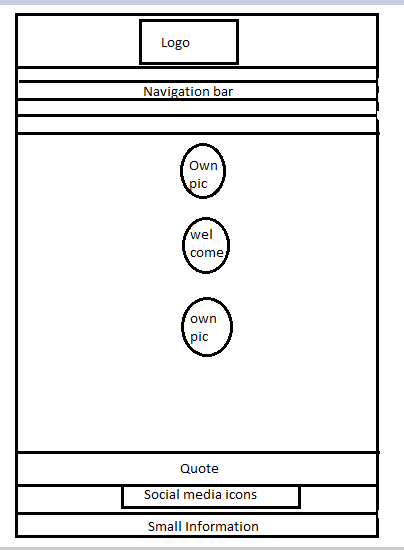 Logo
Navigation bar
Own
pic
wel
come
own
pic
Quote
Social media icons
Small Information